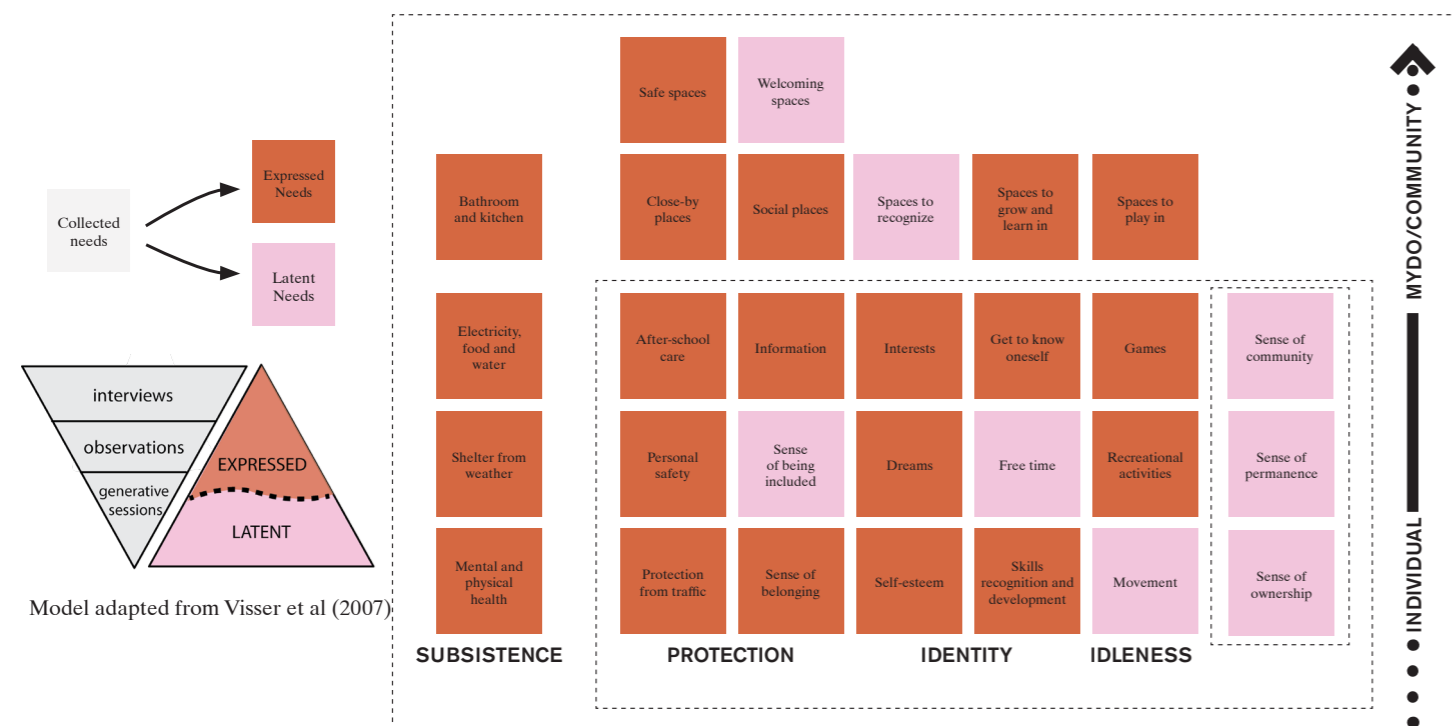 Collected
needs
Expressed
Needs
Latent
Needs
interviews
observations
generative
sessions
EXPRESSED
LATENT
Model adapted from Visser et al (2007)
Safe spaces
Welcoming
spaces
Bathroom
and kitchen
Close-by
places
Social places
Spaces to
recognize
Spaces to
grow and
learn in
Spaces to
play in
Electricity,
food and
water
After-school
care
Information
Interests
Get to know
oneself
Games
Sense of
community
Shelter from
weather
Personal
safety
Sense
of being
included
Dreams
Free time
Recreational
activities
Sense of
permanence
Mental and
physical
health
Protection
from traffic
Sense of
belonging
Self-esteem
Skills
recognition and
development
Movement
Sense of
ownership
SUBSISTENCE
PROTECTION
IDENTITY
IDLENESS
MYDO/COMMUNITY
INDIVIDUAL